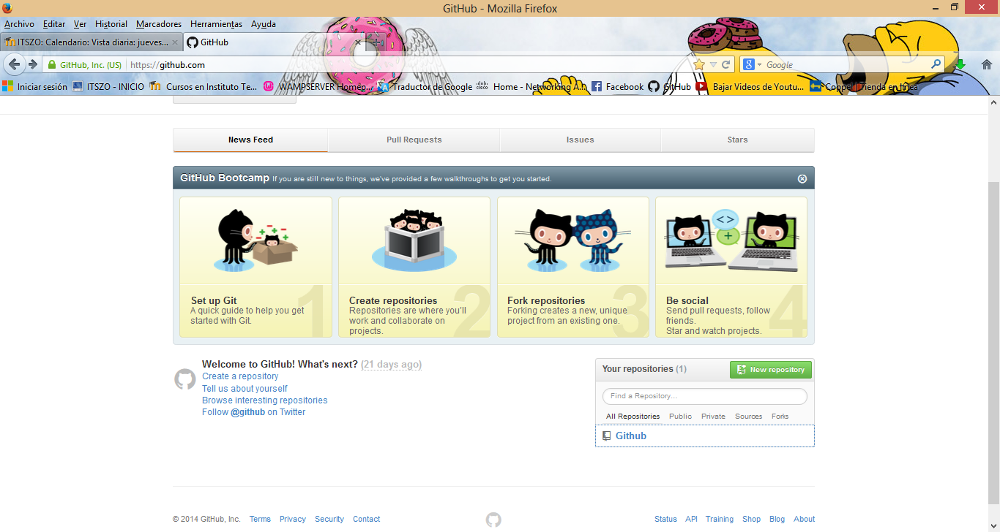 GitHub - Mozilla Firefox
Archivo Editar Ver Historial Marcadores Herramientas Ayuda
ITSZO: Calendario: Vista diaria: jueves... GitHub
GitHub, Inc. (US) https://github.com Google
Iniciar sesión ITSZO - INICIO Cursos en Instituto Te... WAMPSERVER Homep... Traductor de Google Home - Networking A... Facebook GitHub Bajar Videos de Youtu... Coppel | Tienda en línea
News Feed Pull Requests Issues Stars
GitHub Bootcamp If you are still new to things, we've provided a few walkthroughs to get you started.
1
Set up Git
A quick guide to help you get
started with Git.
2
Create repositories
Repositories are where you'll
work and collaborate on
projects.
3
Fork repositories
Forking creates a new, unique
project from an existing one.
4
Be social
Send pull requests, follow
friends.
Star and watch projects.
Welcome to GitHub! What's next? (21 days ago)
Create a repository
Tell us about yourself
Browse interesting repositories
Follow @github on Twitter
Your repositories (1) New repository
Find a Repository...
All Repositories Public Private Sources Forks
Github
© 2014 GitHub, Inc. Terms Privacy Security Contact
Status API Training Shop Blog About